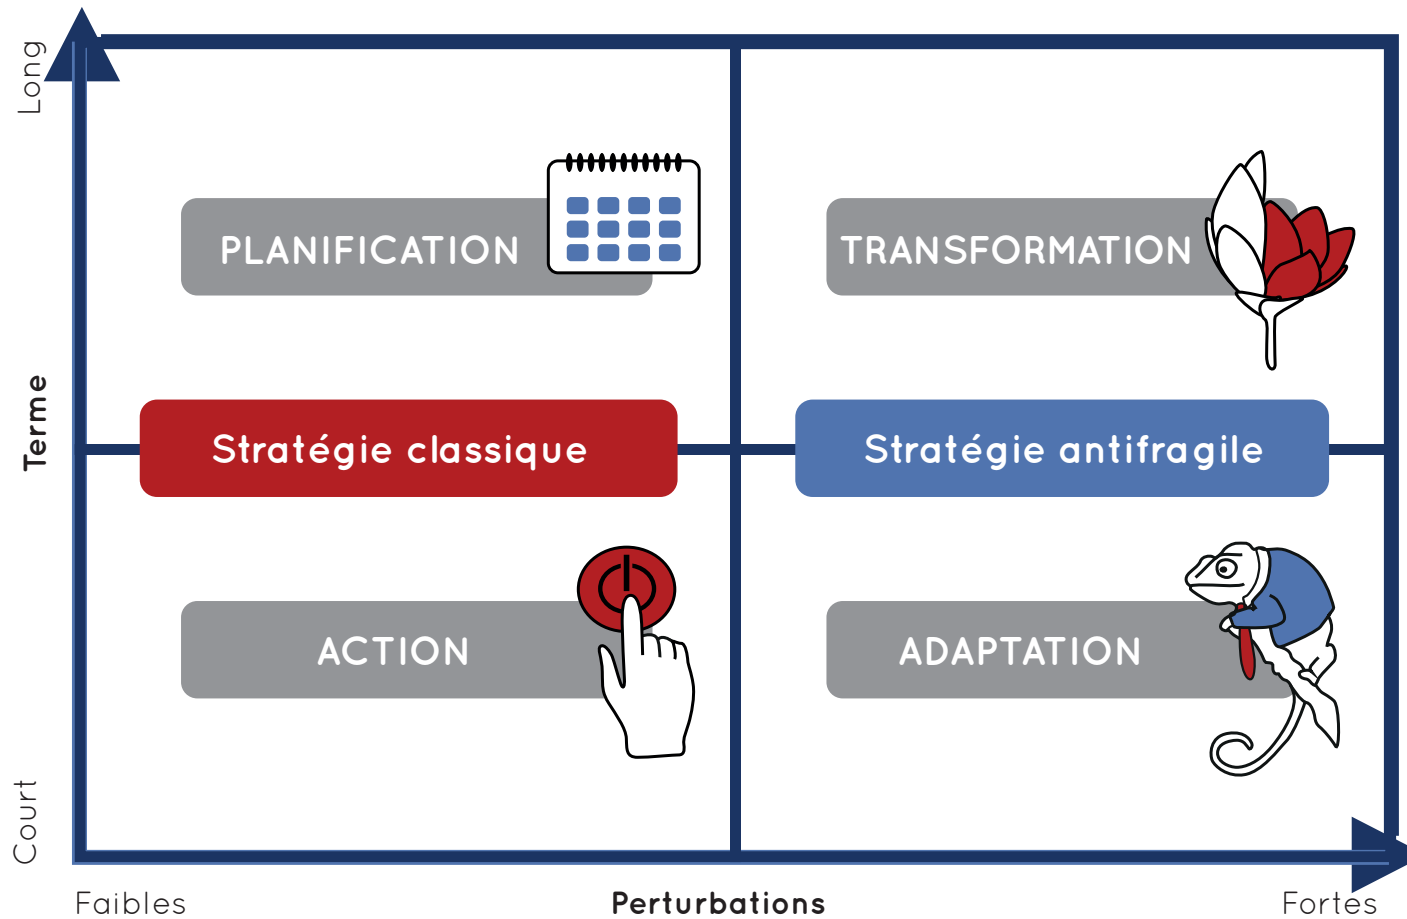 Long
PLANIFICATION
TRANSFORMATION
Terme
Stratégie classique
Stratégie antifragile
ACTION
ADAPTATION
Court
Faibles
Perturbations
Fortes